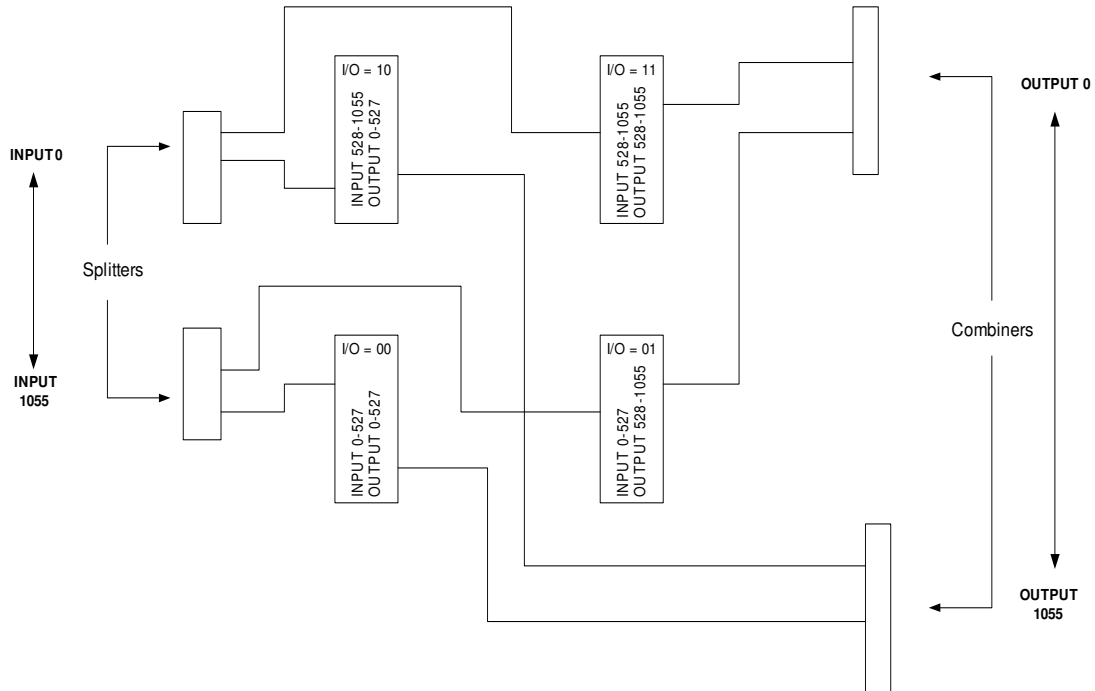 I/O = 10
INPUT 528-1055
OUTPUT 0-527
I/O = 11
INPUT 528-1055
OUTPUT 528-1055
OUTPUT 0
INPUT 0
Splitters
Combiners
I/O = 00
INPUT 0-527
OUTPUT 0-527
I/O = 01
INPUT 0-527
OUTPUT 528-1055
INPUT
1055
OUTPUT
1055